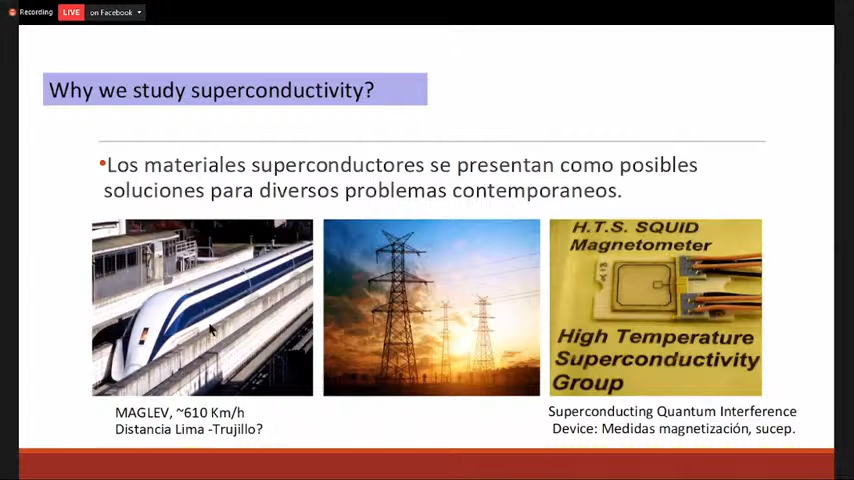 Recording LIVE on Facebook
Why we study superconductivity?
•Los materiales superconductores se presentan como posibles
soluciones para diversos problemas contemporaneos.
H.T.S. SQUID
Magnetometer
High Temperature
Superconductivity
Group
MAGLEV, ~610 Km/h
Distancia Lima -Trujillo?
Superconducting Quantum Interference
Device: Medidas magnetización, sucep.